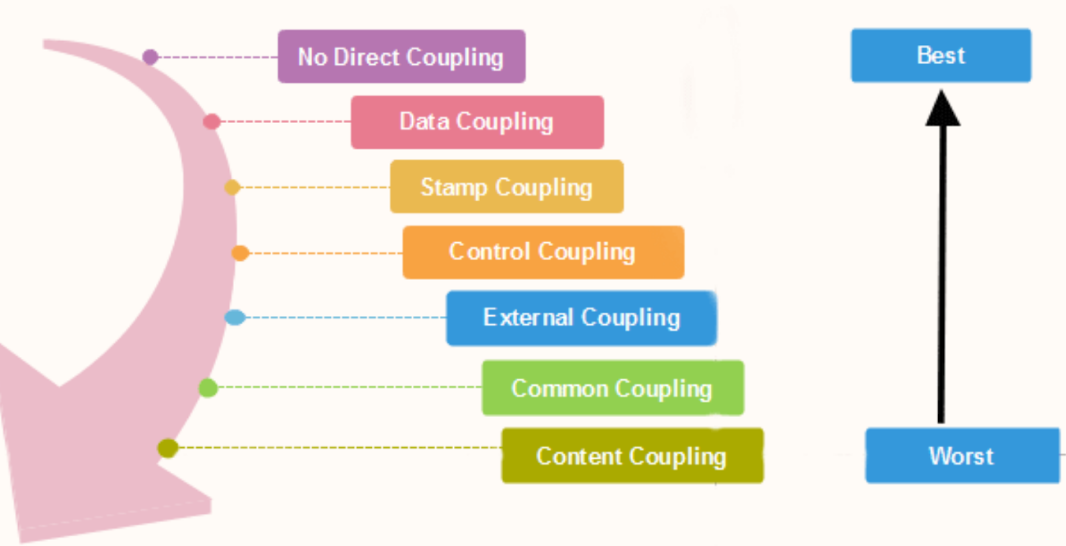 No Direct Coupling
Best
Data Coupling
Stamp Coupling
Control Coupling
External Coupling
Common Coupling
Content Coupling
Worst